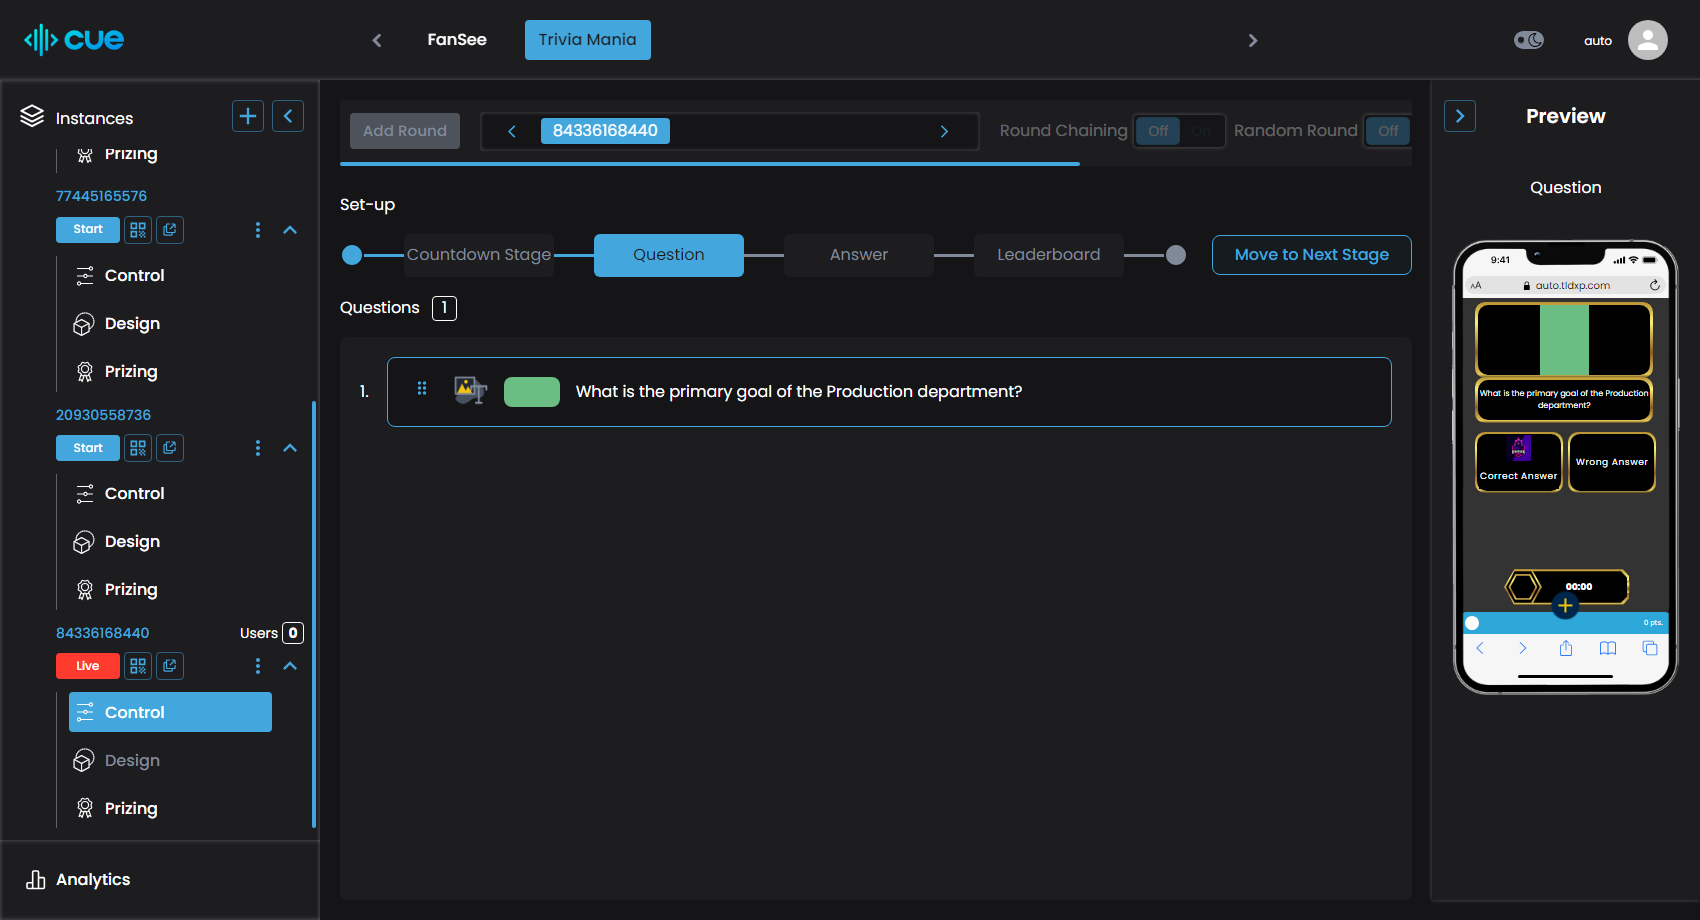 cue
FanSee
Trivia Mania
auto
Instances
Prizing
77445165576
Start
Control
Design
Prizing
20930558736
Start
Control
Design
Prizing
84336168440
Users 0
Live
Control
Design
Prizing
Analytics
Add Round
84336168440
Round Chaining
Off
On
Random Round
Off
Set-up
Countdown Stage
Question
Answer
Leaderboard
Move to Next Stage
Questions 1
1.
What is the primary goal of the Production department?
Preview
Question
9:41
AA
auto.tldxp.com
What is the primary goal of the Production
department?
Correct Answer
Wrong Answer
00:00
0 pts.